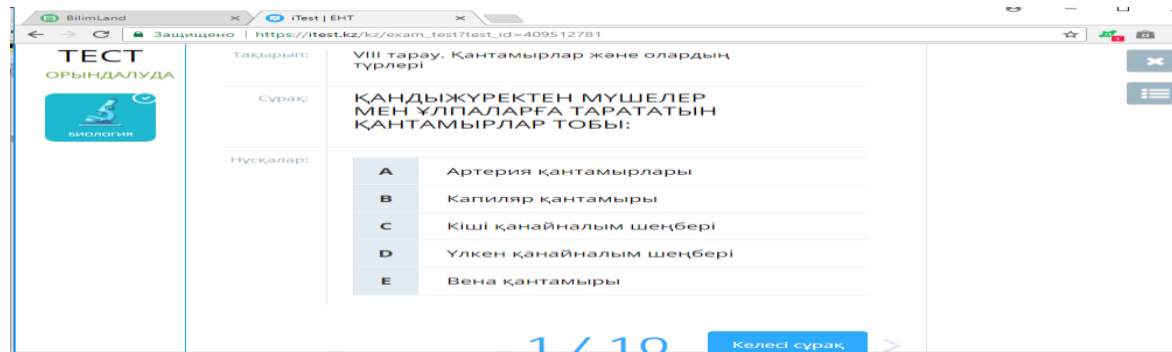 BilimLand
iTest | ЕНТ
Защищено | https://itest.kz/kz/exam_test?test_id=409512781
ТЕСТ
ОРЫНДАЛУДА
БИОЛОГИЯ
Тақырып:
VIII тарау. Қантамырлар және олардың
түрлері
Сұрақ:
ҚАНДЫЖҮРЕКТЕН МҮШЕЛЕР
МЕН ҰЛПАЛАРҒА ТАРАТАТЫН
ҚАНТАМЫРЛАР ТОБЫ:
Нұсқалар:
A Артерия қантамырлары
B Капиляр қантамыры
C Кіші қанайналым шеңбері
D Үлкен қанайналым шеңбері
E Вена қантамыры
1 / 10
Келесі сұрақ